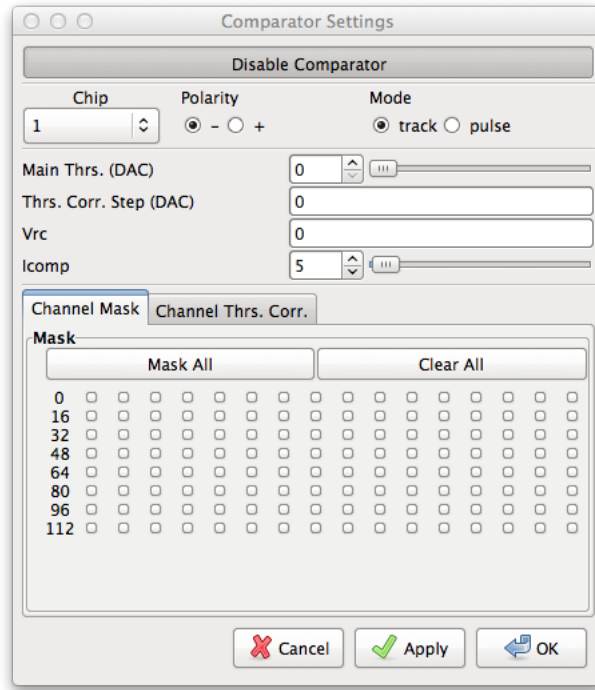 Comparator Settings
Disable Comparator
Chip Polarity Mode
1 - + track pulse
Main Thrs. (DAC) 0
Thrs. Corr. Step (DAC) 0
Vrc 0
Icomp 5
Channel Mask Channel Thrs. Corr.
Mask
Mask All Clear All
0
16
32
48
64
80
96
112
Cancel Apply OK